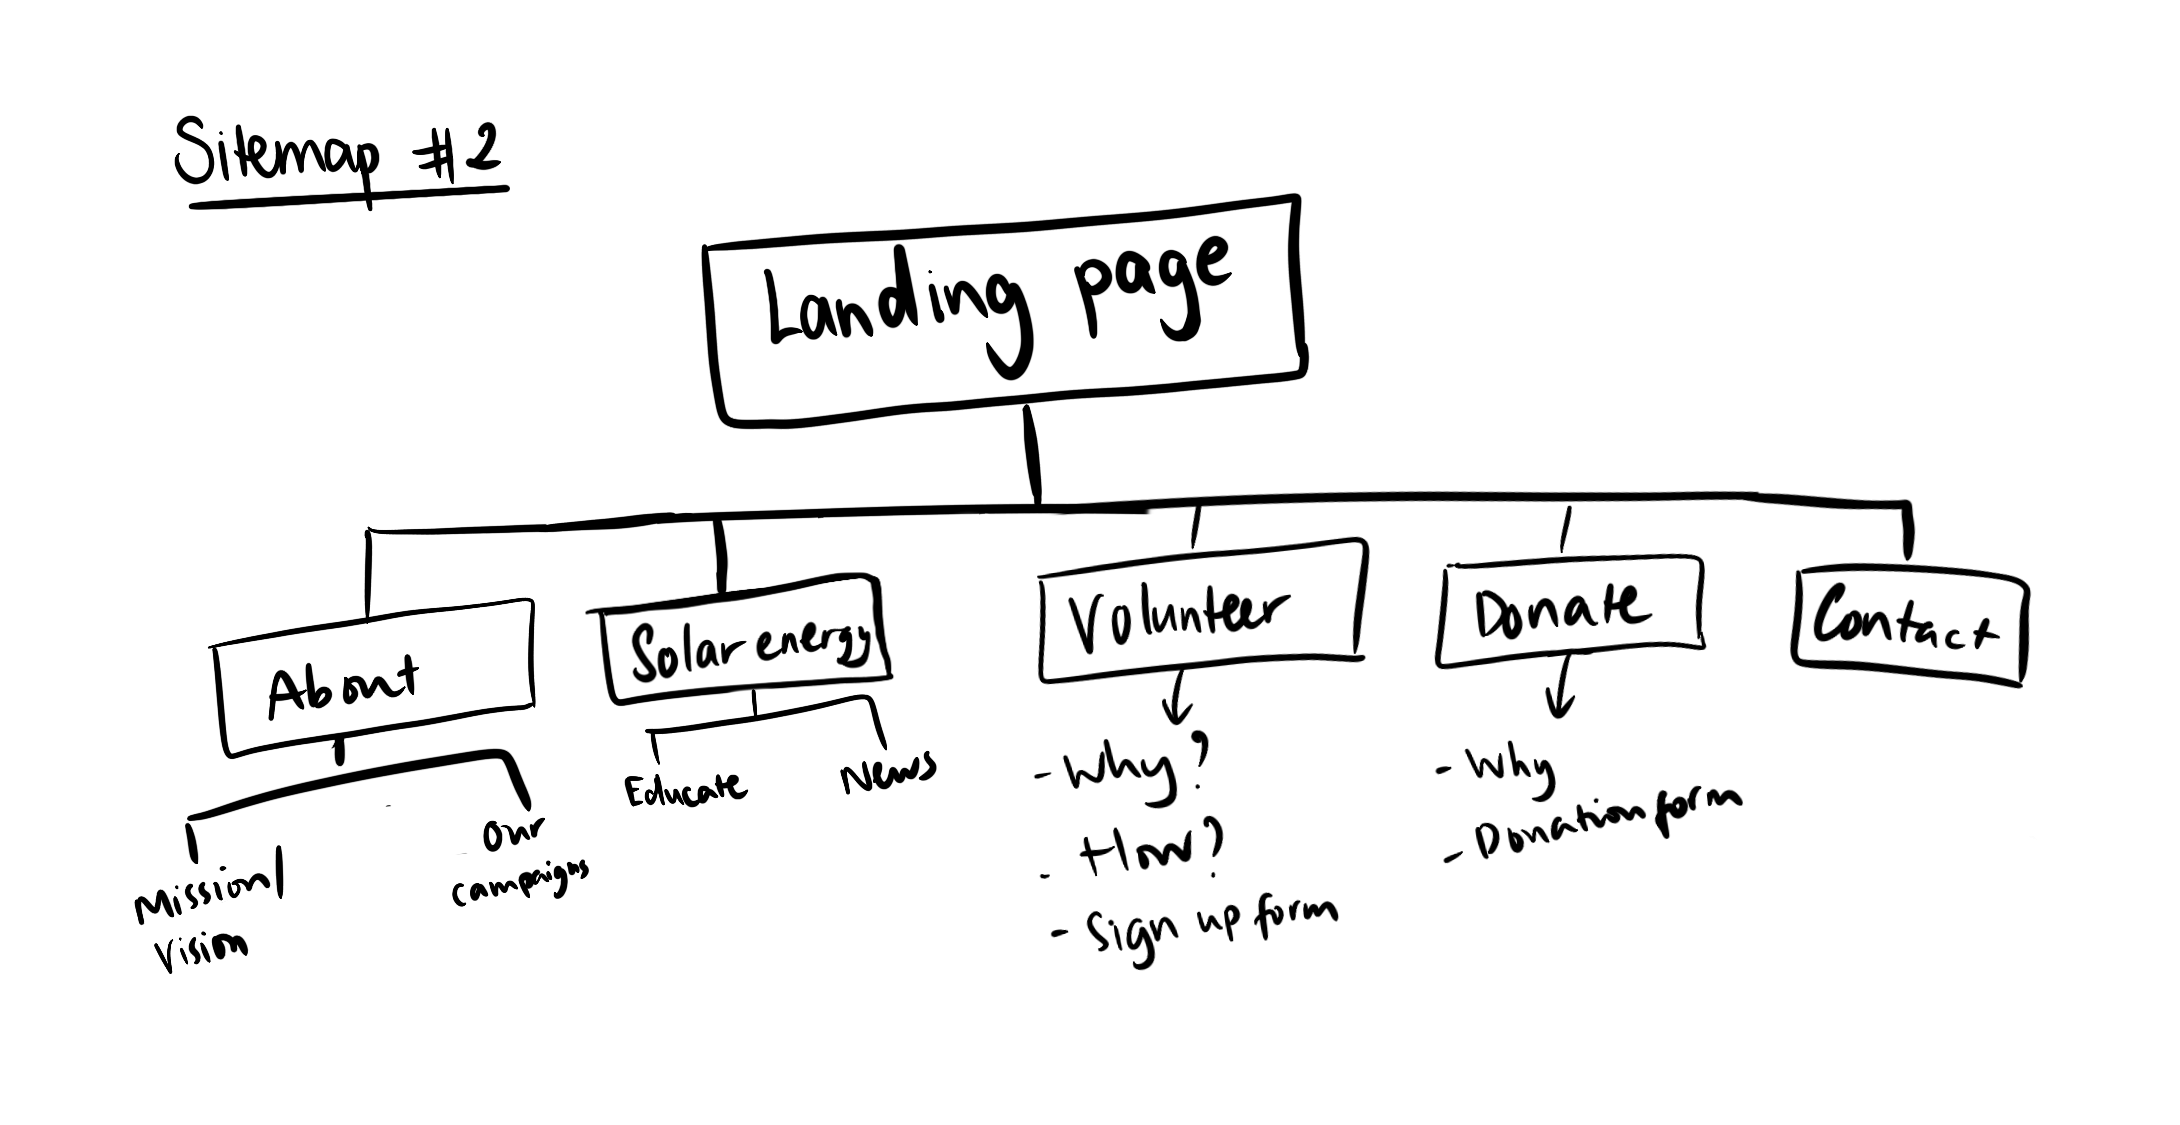 Sitemap #2
Landing page
About
Solar energy
Volunteer
Donate
Contact
Mission/
Vision
Our
campaigns
Educate
News
- Why?
- How?
- Sign up form
- Why
- Donation form